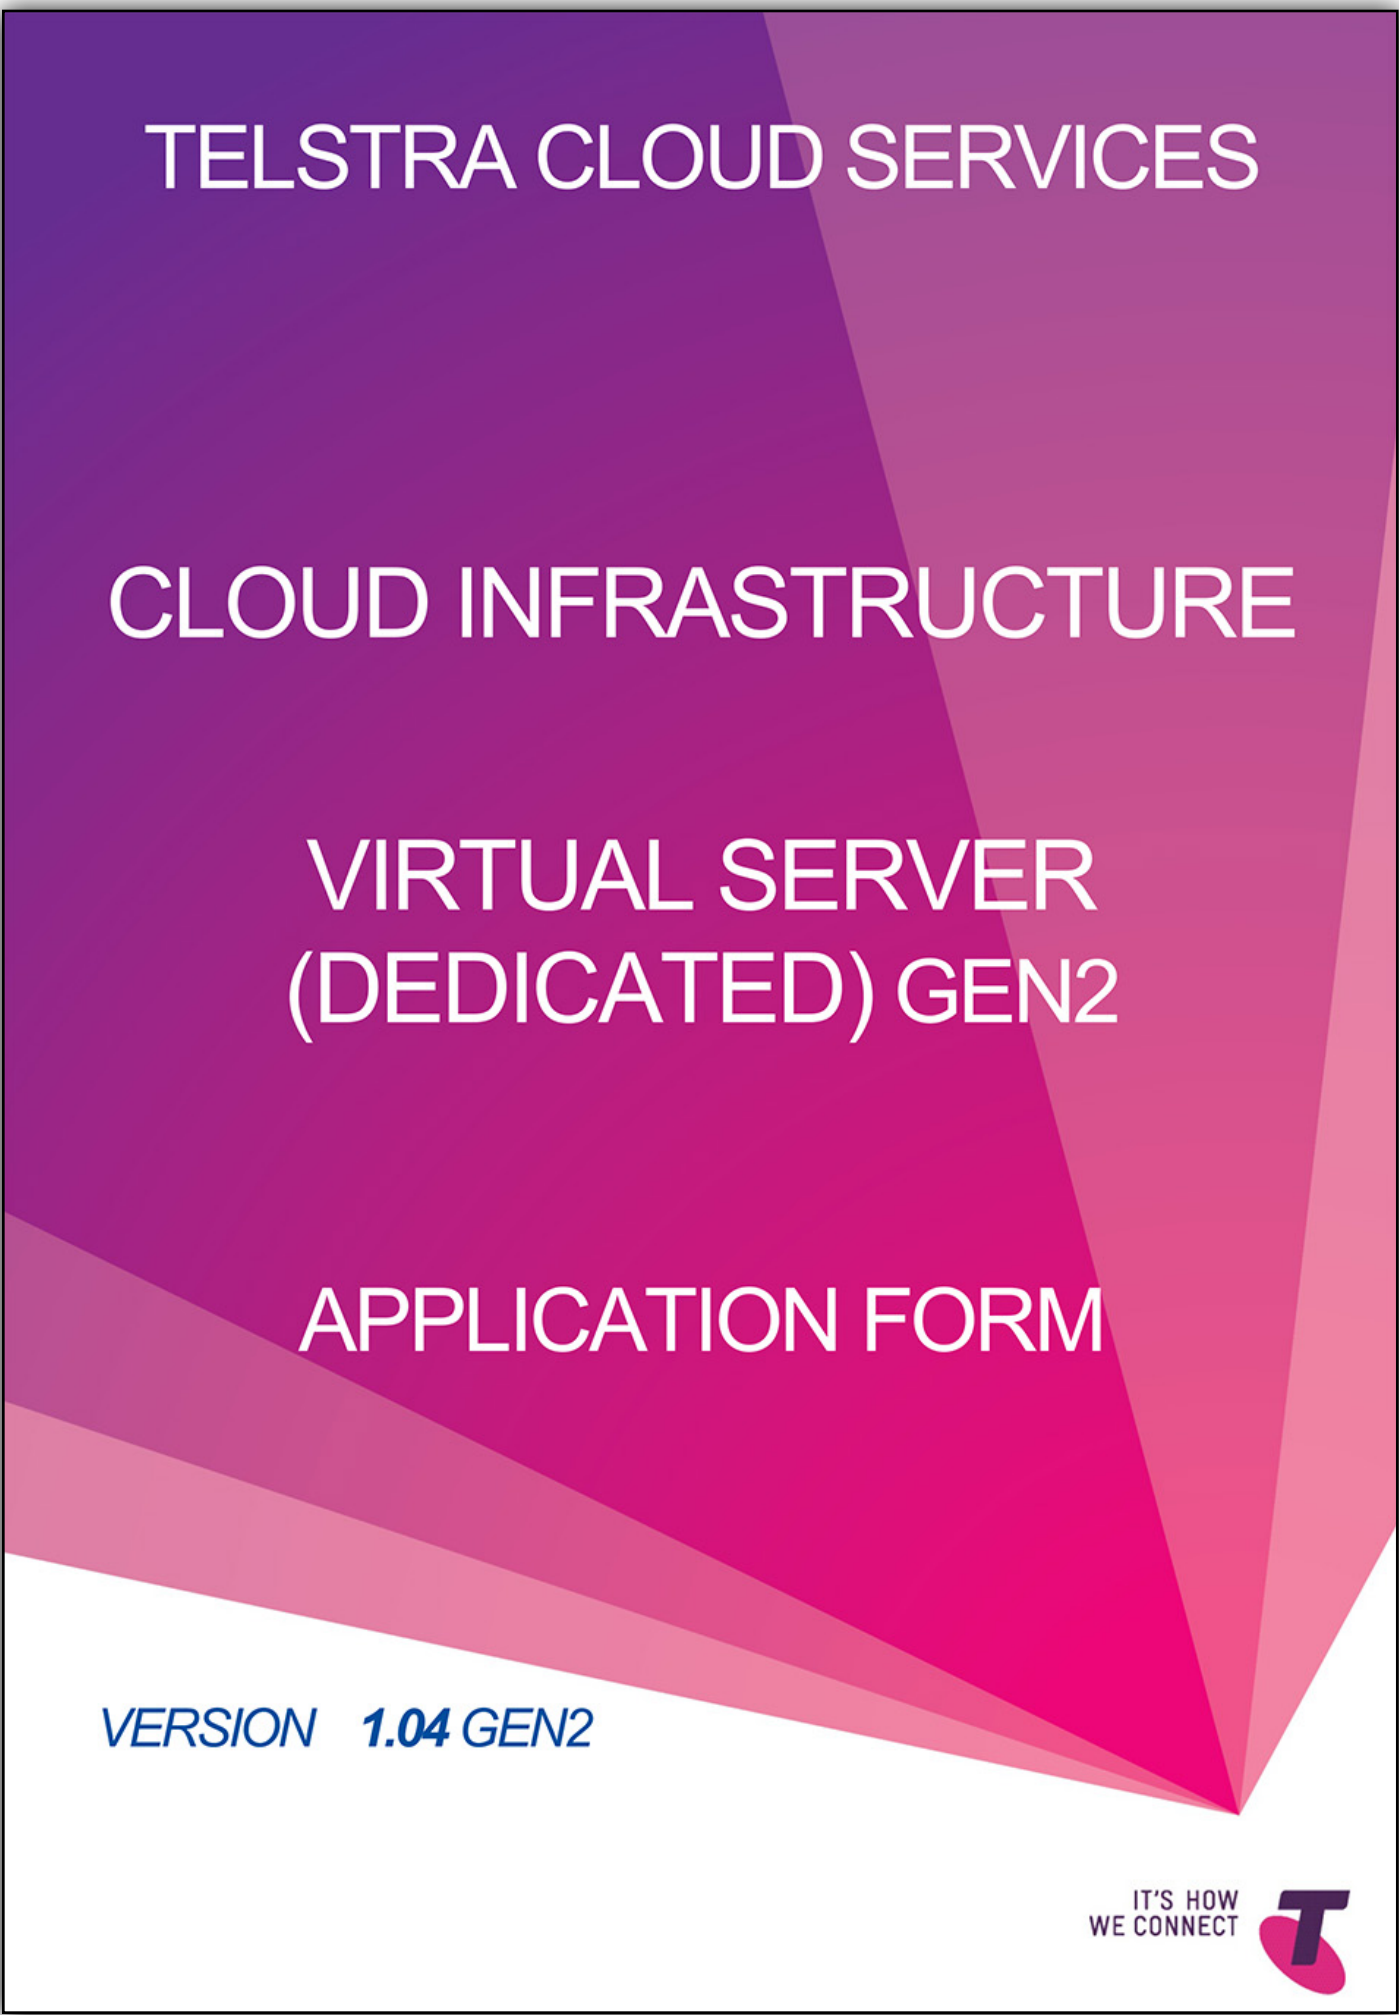 TELSTRA CLOUD SERVICES
CLOUD INFRASTRUCTURE
VIRTUAL SERVER
(DEDICATED) GEN2
APPLICATION FORM
VERSION 1.04 GEN2
IT'S HOW
WE CONNECT
T